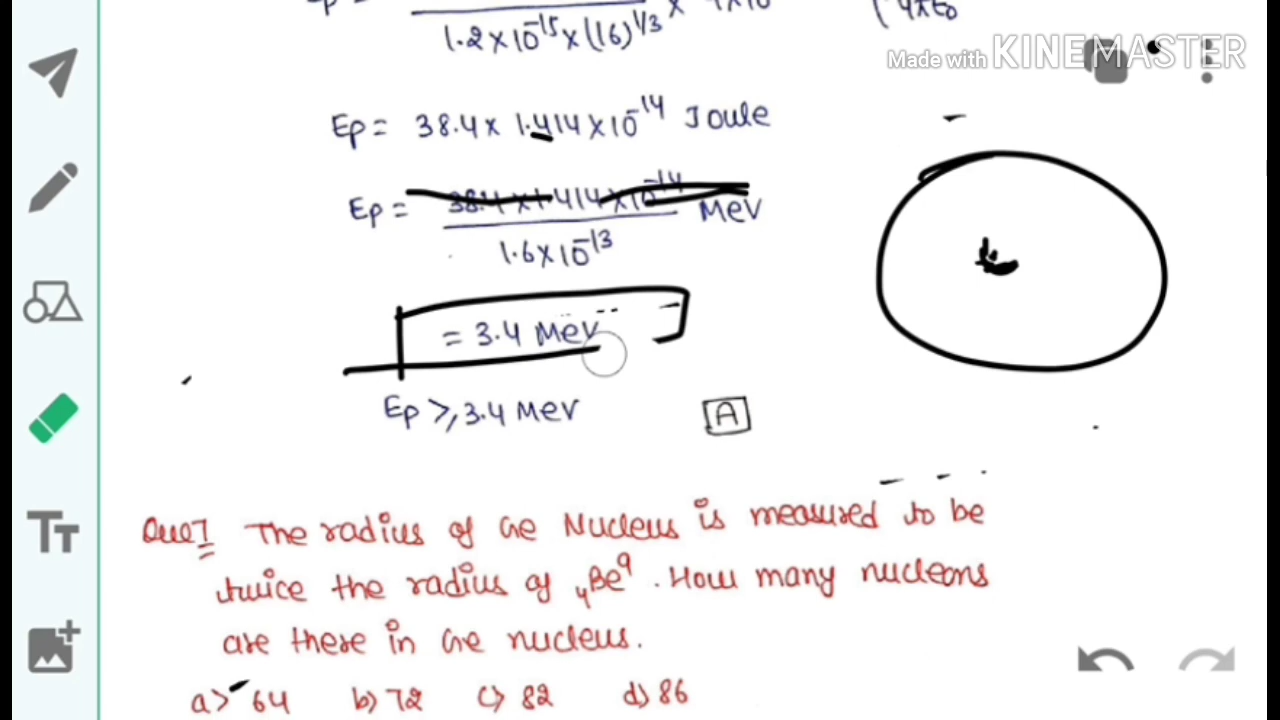 1.2×10⁻¹⁵×(16)^1/3
Made with KINEMASTER
Ep = 38.4 × 1.414 × 10⁻¹⁴ Joule
Ep = 38.4×1.414×10⁻¹⁴ / 1.6×10⁻¹³ MeV
= 3.4 MeV
Ep ≥ 3.4 MeV A
Que7 The radius of Ge Nucleus is measured to be
twice the radius of ₄Be⁹. How many nucleons
are there in Ge nucleus.
a> 64 b) 72 c) 82 d) 86
TT